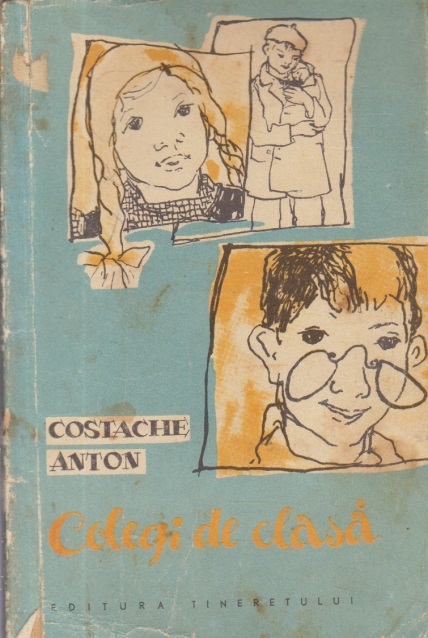 COSTACHE
ANTON
Colegi de clasă
EDITURA TINERETULUI